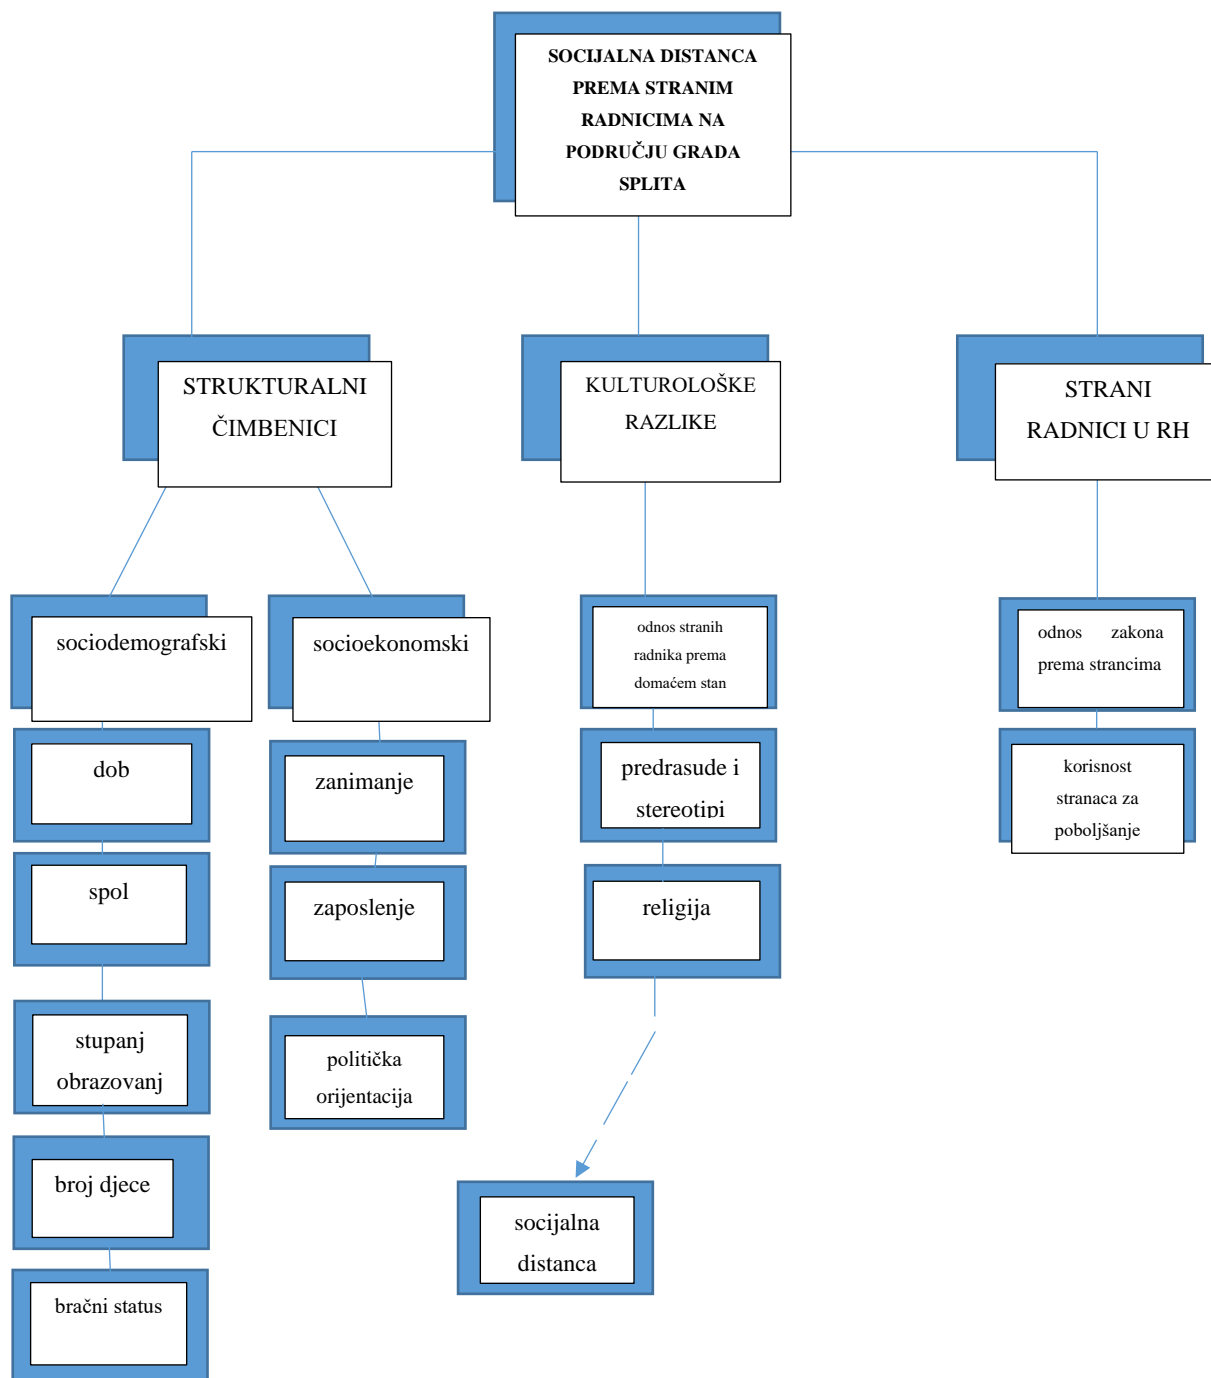 SOCIJALNA DISTANCA
PREMA STRANIM
RADNICIMA NA
PODRUČJU GRADA
SPLITA
STRUKTURALNI
ČIMBENICI
KULTUROLOŠKE
RAZLIKE
STRANI
RADNICI U RH
sociodemografski
dob
spol
stupanj
obrazovanj
broj djece
bračni status
socioekonomski
zanimanje
zaposlenje
politička
orijentacija
odnos stranih
radnika prema
domaćem stan
predrasude i
stereotipi
religija
socijalna
distanca
odnos zakona
prema strancima
korisnost
stranaca za
poboljšanje